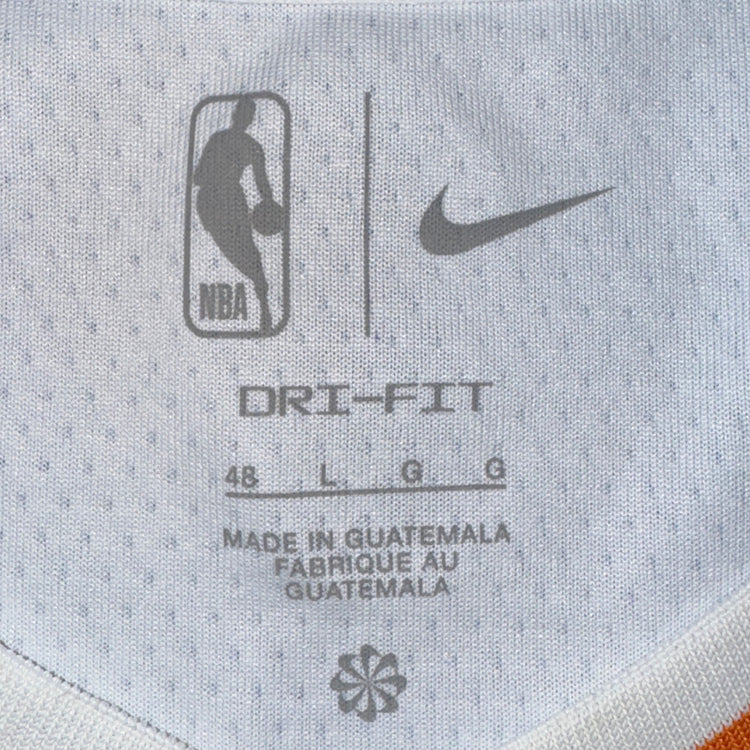 NBA
DRI-FIT
48 L G G
MADE IN GUATEMALA
FABRIQUE AU
GUATEMALA